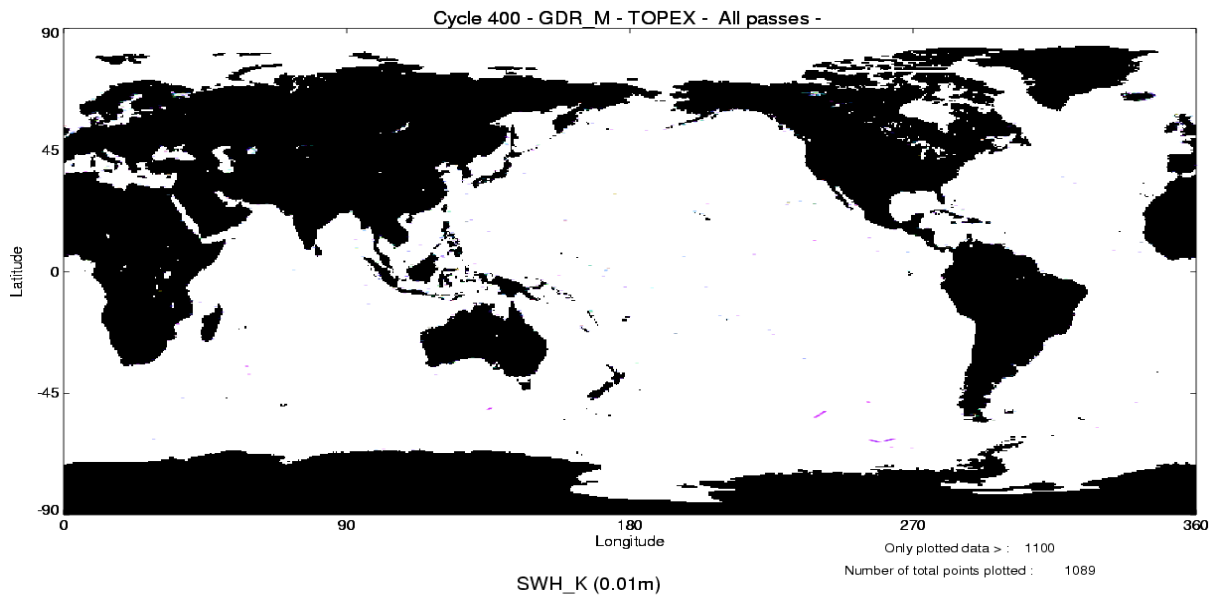 Cycle 400 - GDR_M - TOPEX - All passes -
90
45
0
-45
-90
Latitude
0 90 180 270 360
Longitude
Only plotted data > : 1100
Number of total points plotted : 1089
SWH_K (0.01m)